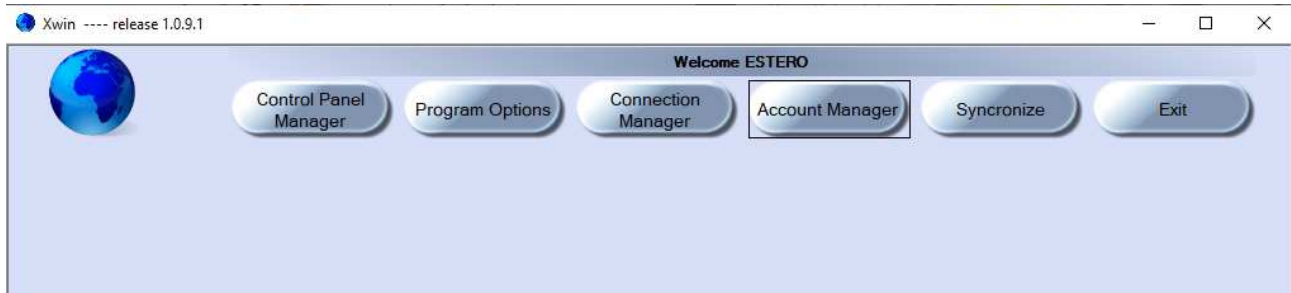 Xwin ---- release 1.0.9.1
Welcome ESTERO
Control Panel
Manager
Program Options
Connection
Manager
Account Manager
Syncronize
Exit